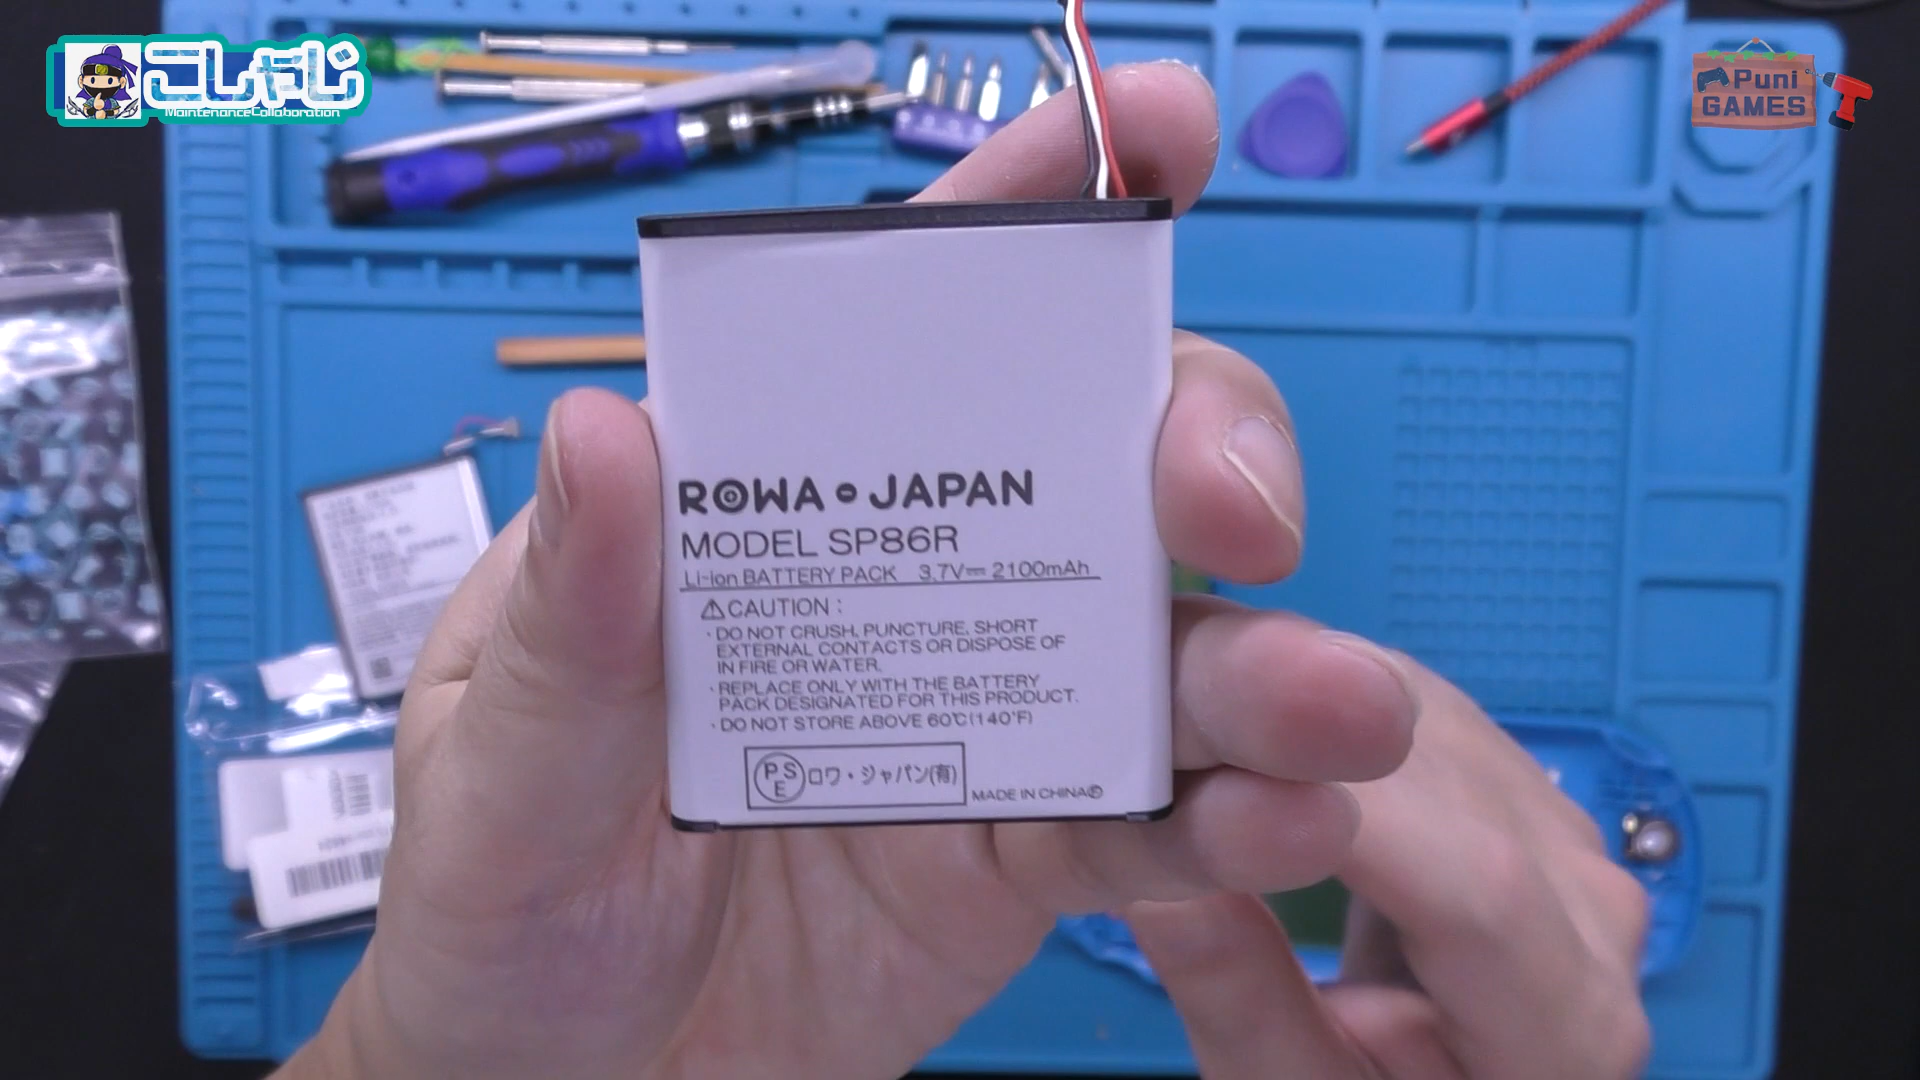 こしゃじ
MaintenanceCollaboration
Puni
GAMES
ROWA JAPAN
MODEL SP86R
Li-ion BATTERY PACK 3.7V⎓ 2100mAh
⚠CAUTION :
・DO NOT CRUSH, PUNCTURE, SHORT
EXTERNAL CONTACTS OR DISPOSE OF
IN FIRE OR WATER.
・REPLACE ONLY WITH THE BATTERY
PACK DESIGNATED FOR THIS PRODUCT.
・DO NOT STORE ABOVE 60℃(140°F)
PSE ロワ・ジャパン(有)
MADE IN CHINA